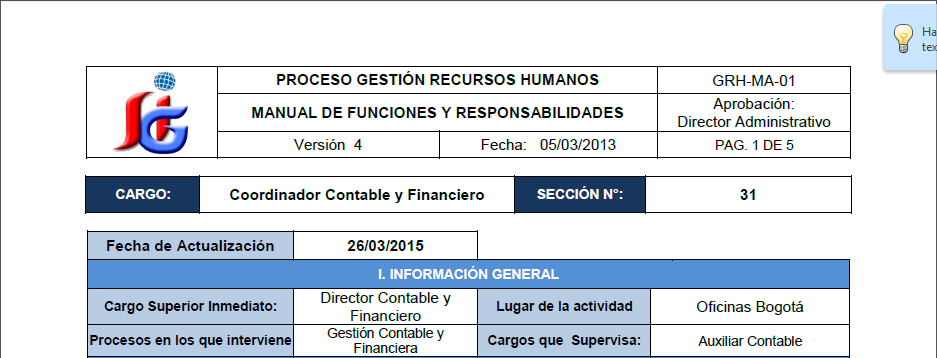 PROCESO GESTIÓN RECURSOS HUMANOS
GRH-MA-01
MANUAL DE FUNCIONES Y RESPONSABILIDADES
Aprobación:
Director Administrativo
Versión 4
Fecha: 05/03/2013
PAG. 1 DE 5
CARGO:
Coordinador Contable y Financiero
SECCIÓN N°:
31
Fecha de Actualización
26/03/2015
I. INFORMACIÓN GENERAL
Cargo Superior Inmediato:
Director Contable y
Financiero
Lugar de la actividad
Oficinas Bogotá
Procesos en los que interviene
Gestión Contable y
Financiera
Cargos que Supervisa:
Auxiliar Contable